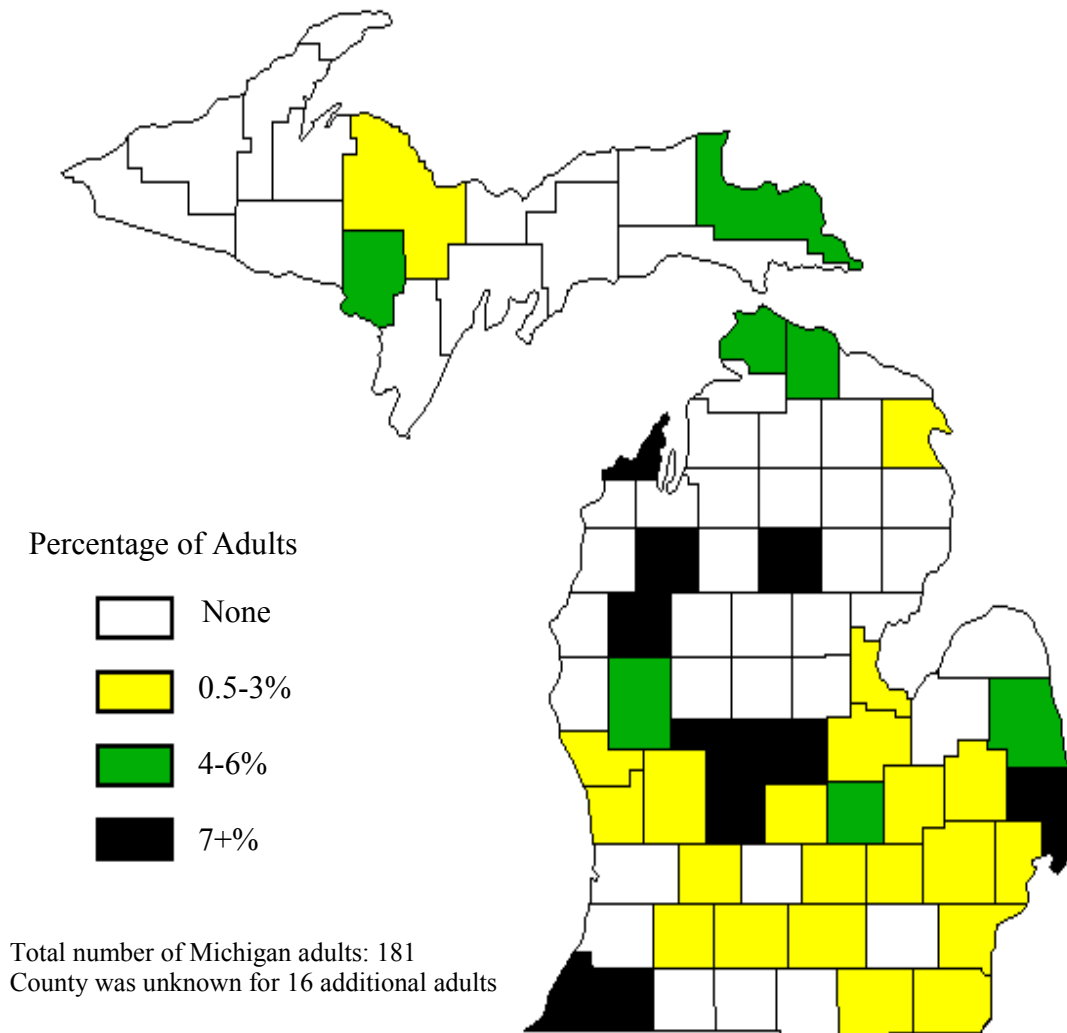 Percentage of Adults
None
0.5-3%
4-6%
7+%
Total number of Michigan adults: 181
County was unknown for 16 additional adults